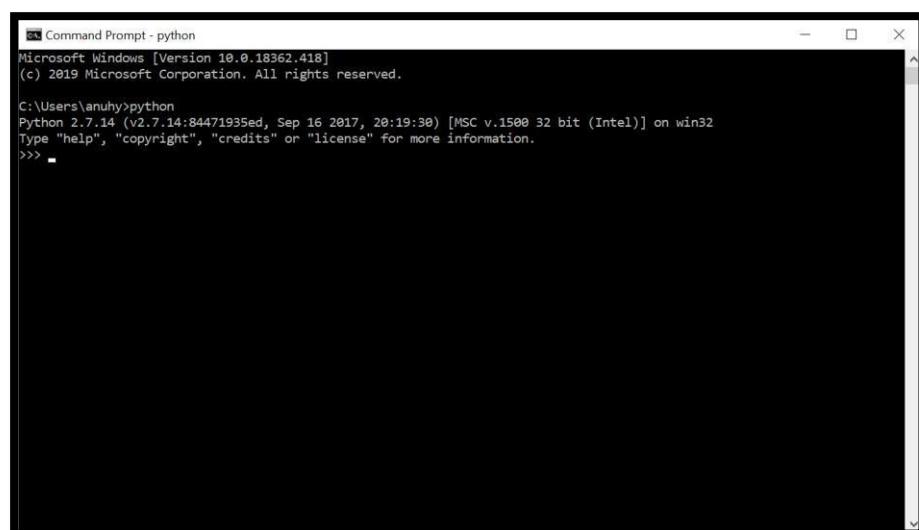 Command Prompt - python
Microsoft Windows [Version 10.0.18362.418]
(c) 2019 Microsoft Corporation. All rights reserved.
C:\Users\anuhy>python
Python 2.7.14 (v2.7.14:84471935ed, Sep 16 2017, 20:19:30) [MSC v.1500 32 bit (Intel)] on win32
Type "help", "copyright", "credits" or "license" for more information.
>>>